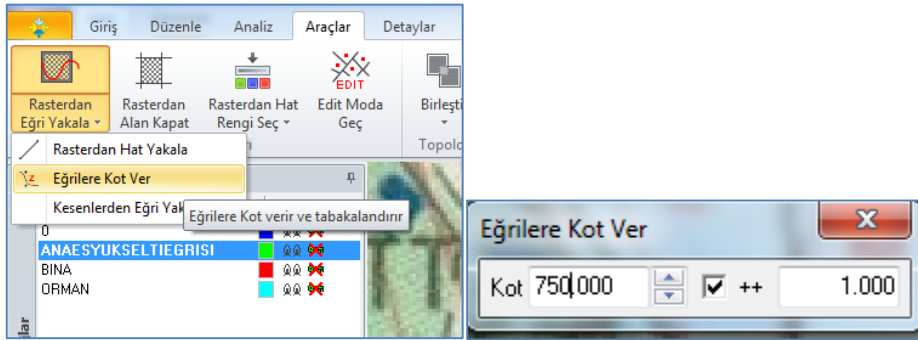 Giriş Düzenle Analiz Araçlar Detaylar
EDIT
Rasterdan Eğri Yakala
Rasterdan Alan Kapat
Rasterdan Hat Rengi Seç
Edit Moda Geç
Birleşti
Topolo
Rasterdan Hat Yakala
Eğrilere Kot Ver
Kesenlerden Eğri Yak
Eğrilere Kot verir ve tabakalandırır
0
ANAESYUKSELTIEGRISI
BINA
ORMAN
Eğrilere Kot Ver
Kot 750,000 ++ 1.000